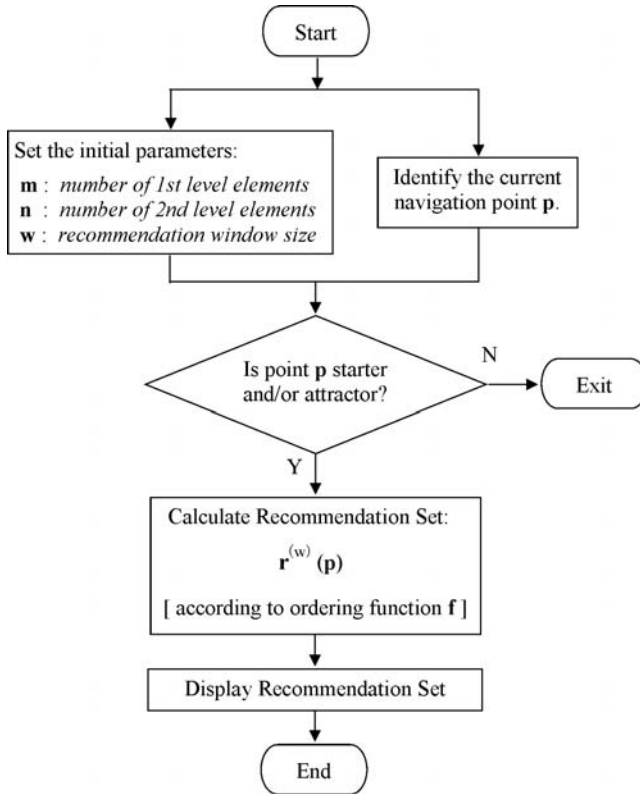 Start
Set the initial parameters:
m : number of 1st level elements
n : number of 2nd level elements
w : recommendation window size
Identify the current
navigation point p.
Is point p starter
and/or attractor?
N
Exit
Y
Calculate Recommendation Set:
r^(w) (p)
[ according to ordering function f ]
Display Recommendation Set
End